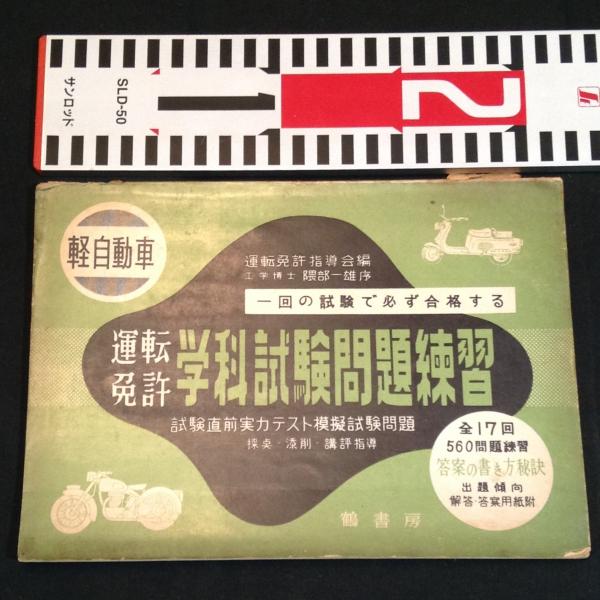 サンロッド
SLD-50
1
2
軽自動車
運転免許指導会編
工学博士 隈部一雄序
一回の試験で必ず合格する
運転
免許
学科試験問題練習
試験直前実力テスト模擬試験問題
採点・添削・講評指導
全17回
560問題練習
答案の書き方秘訣
出題傾向
解答・答案用紙附
鶴書房